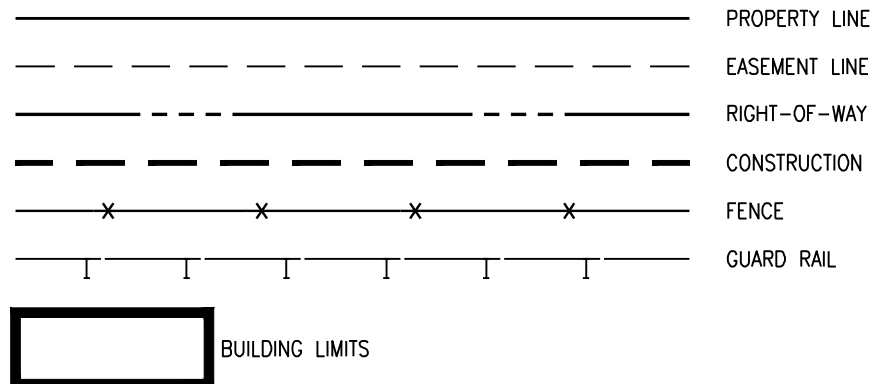 PROPERTY LINE
EASEMENT LINE
RIGHT-OF-WAY
CONSTRUCTION
FENCE
GUARD RAIL
BUILDING LIMITS